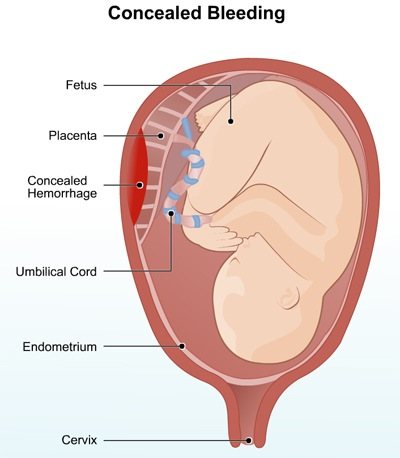 Concealed Bleeding
Fetus
Placenta
Concealed
Hemorrhage
Umbilical Cord
Endometrium
Cervix